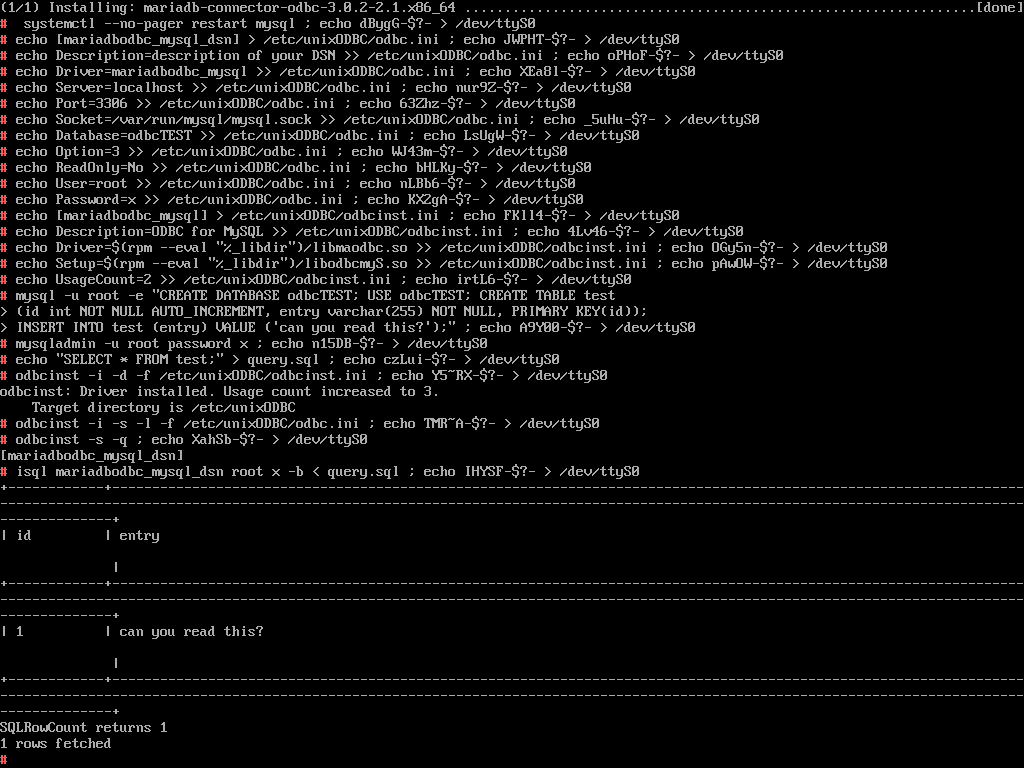 (1/1) Installing: mariadb-connector-odbc-3.0.2-2.1.x86_64 ................................................................[done]
#  systemctl --no-pager restart mysql ; echo dBygG-$?- > /dev/ttyS0
# echo [mariadbodbc_mysql_dsn] > /etc/unixODBC/odbc.ini ; echo JWPHT-$?- > /dev/ttyS0
# echo Description=description of your DSN >> /etc/unixODBC/odbc.ini ; echo oPHoF-$?- > /dev/ttyS0
# echo Driver=mariadbodbc_mysql >> /etc/unixODBC/odbc.ini ; echo XEa8l-$?- > /dev/ttyS0
# echo Server=localhost >> /etc/unixODBC/odbc.ini ; echo nur9Z-$?- > /dev/ttyS0
# echo Port=3306 >> /etc/unixODBC/odbc.ini ; echo 63Zhz-$?- > /dev/ttyS0
# echo Socket=/var/run/mysql/mysql.sock >> /etc/unixODBC/odbc.ini ; echo _5uHu-$?- > /dev/ttyS0
# echo Database=odbcTEST >> /etc/unixODBC/odbc.ini ; echo LsUgW-$?- > /dev/ttyS0
# echo Option=3 >> /etc/unixODBC/odbc.ini ; echo WJ43m-$?- > /dev/ttyS0
# echo ReadOnly=No >> /etc/unixODBC/odbc.ini ; echo bHLKy-$?- > /dev/ttyS0
# echo User=root >> /etc/unixODBC/odbc.ini ; echo nLBb6-$?- > /dev/ttyS0
# echo Password=x >> /etc/unixODBC/odbc.ini ; echo KXZgA-$?- > /dev/ttyS0
# echo [mariadbodbc_mysql] > /etc/unixODBC/odbcinst.ini ; echo FKll4-$?- > /dev/ttyS0
# echo Description=ODBC for MySQL >> /etc/unixODBC/odbcinst.ini ; echo 4Lv46-$?- > /dev/ttyS0
# echo Driver=$(rpm --eval "%_libdir")/libmaodbc.so >> /etc/unixODBC/odbcinst.ini ; echo OGy5n-$?- > /dev/ttyS0
# echo Setup=$(rpm --eval "%_libdir")/libodbcmyS.so >> /etc/unixODBC/odbcinst.ini ; echo pAwOW-$?- > /dev/ttyS0
# echo UsageCount=2 >> /etc/unixODBC/odbcinst.ini ; echo irtL6-$?- > /dev/ttyS0
# mysql -u root -e "CREATE DATABASE odbcTEST; USE odbcTEST; CREATE TABLE test
> (id int NOT NULL AUTO_INCREMENT, entry varchar(255) NOT NULL, PRIMARY KEY(id));
> INSERT INTO test (entry) VALUE ('can you read this?');" ; echo A9Y00-$?- > /dev/ttyS0
# mysqladmin -u root password x ; echo n15DB-$?- > /dev/ttyS0
# echo "SELECT * FROM test;" > query.sql ; echo czLui-$?- > /dev/ttyS0
# odbcinst -i -d -f /etc/unixODBC/odbcinst.ini ; echo Y5~RX-$?- > /dev/ttyS0
odbcinst: Driver installed. Usage count increased to 3.
    Target directory is /etc/unixODBC
# odbcinst -i -s -l -f /etc/unixODBC/odbc.ini ; echo TMR~A-$?- > /dev/ttyS0
# odbcinst -s -q ; echo XahSb-$?- > /dev/ttyS0
[mariadbodbc_mysql_dsn]
# isql mariadbodbc_mysql_dsn root x -b < query.sql ; echo IHYSF-$?- > /dev/ttyS0
| id         | entry
|
| 1          | can you read this?
|
SQLRowCount returns 1
1 rows fetched
#